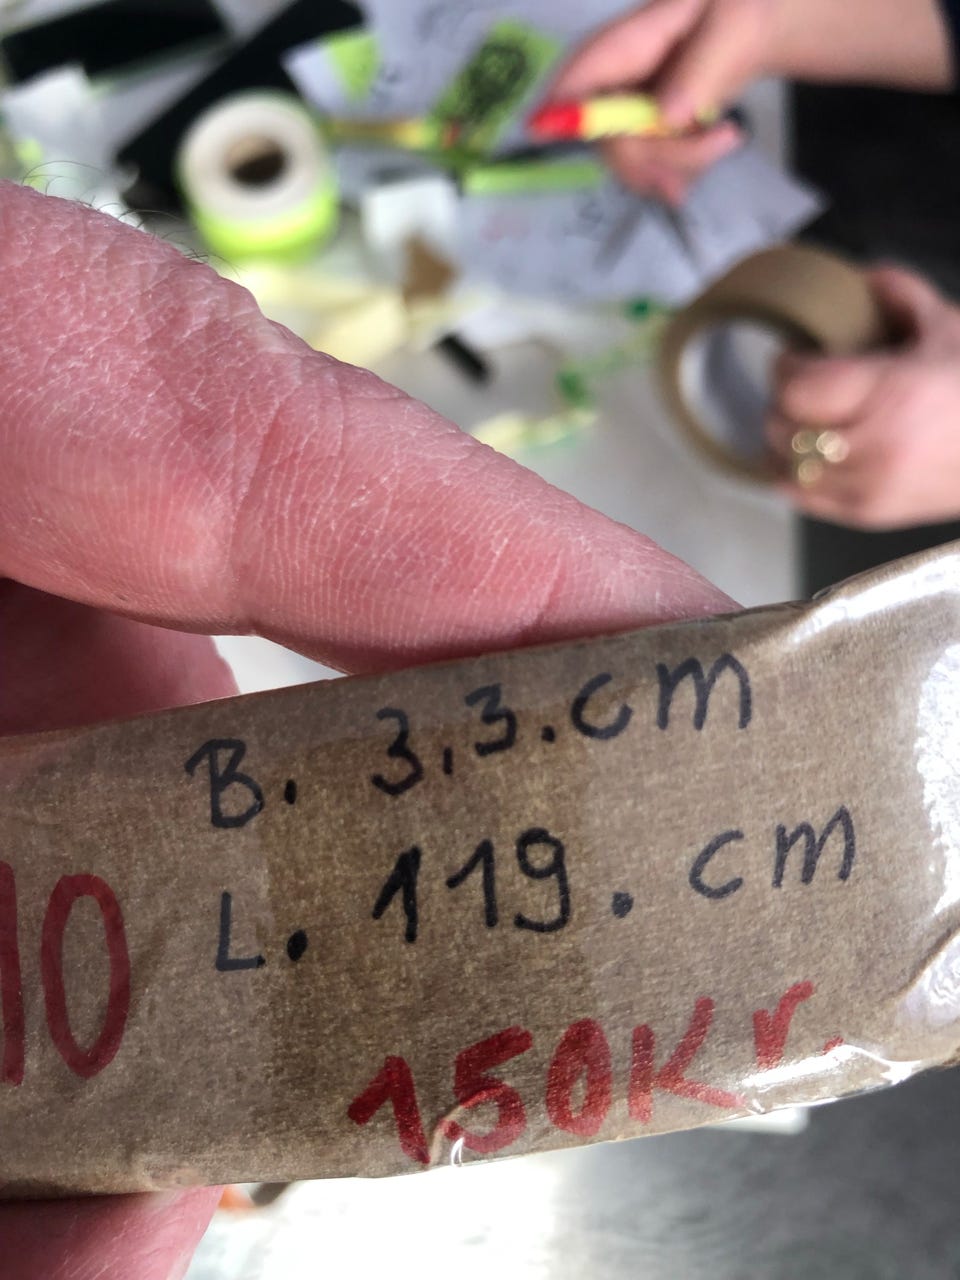 B. 3,3.cm
L. 119. cm
10
150Kr.